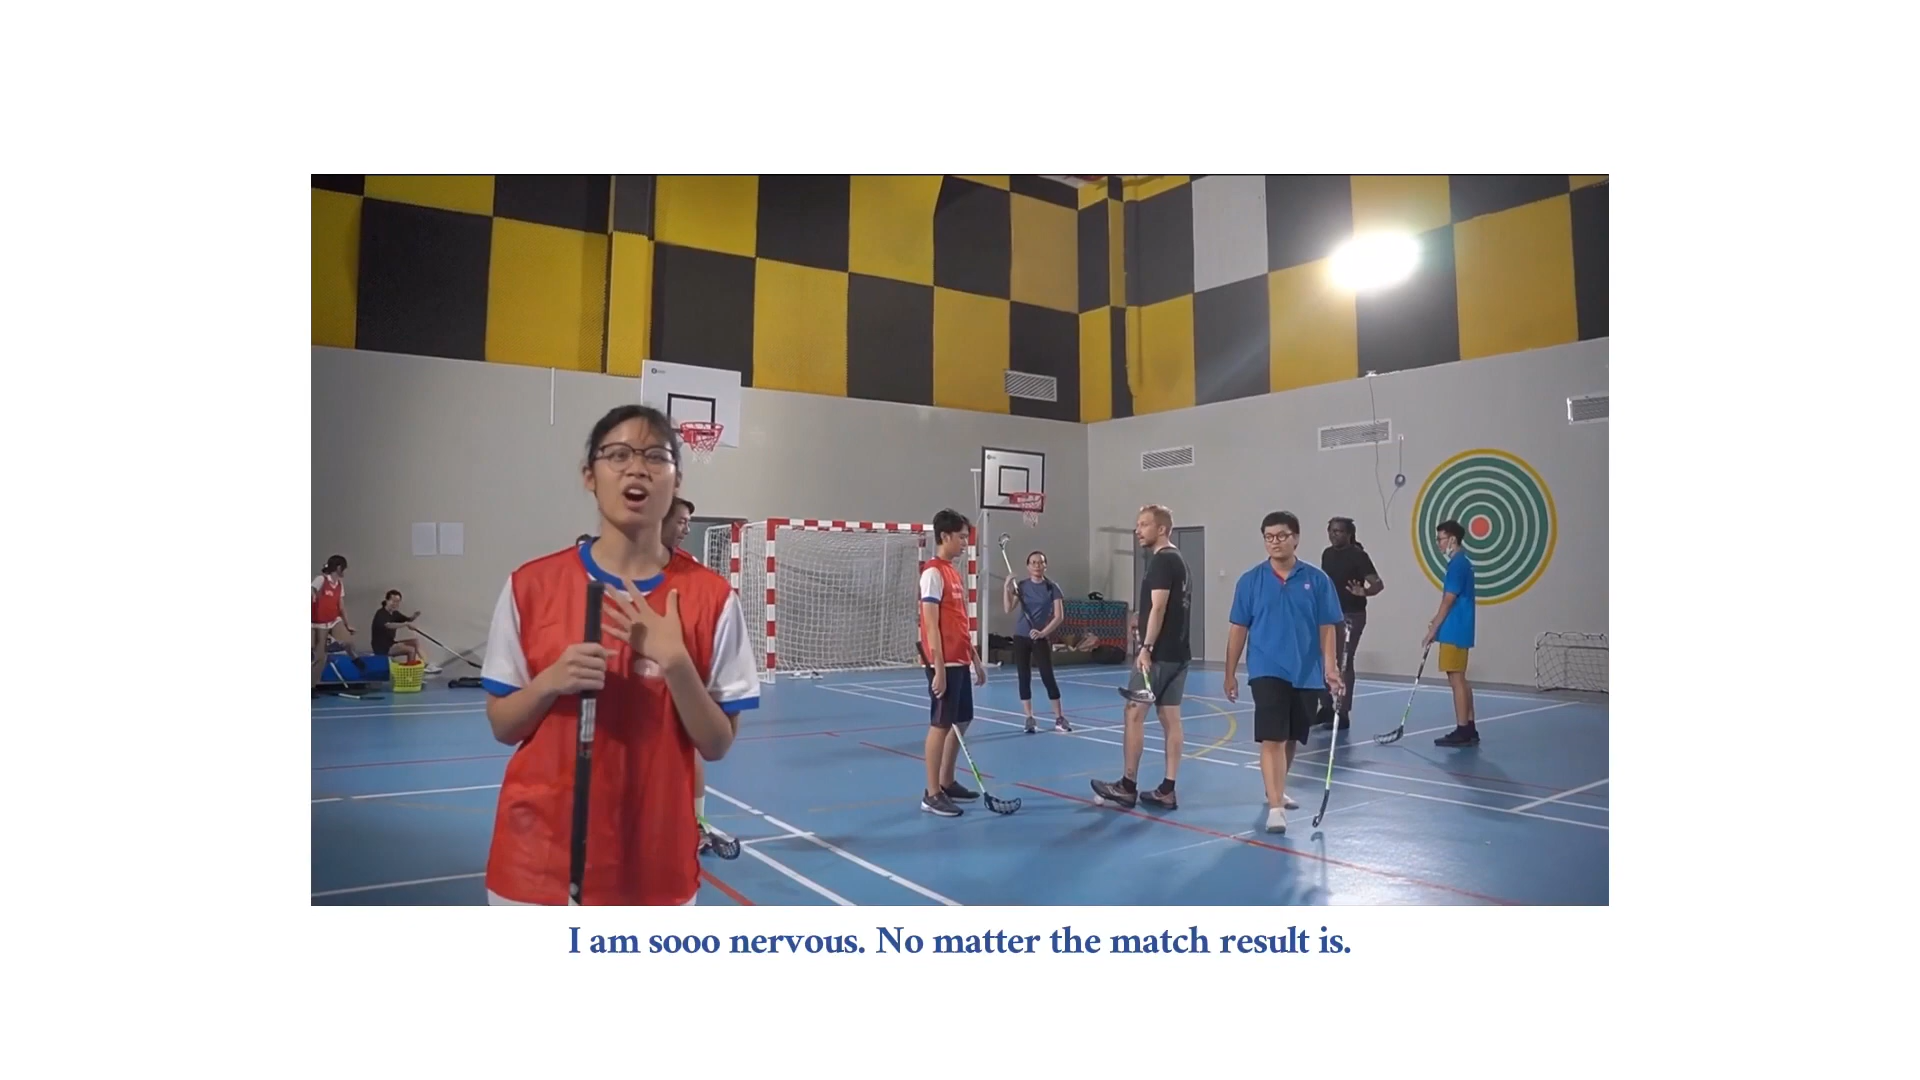 I am sooo nervous. No matter the match result is.